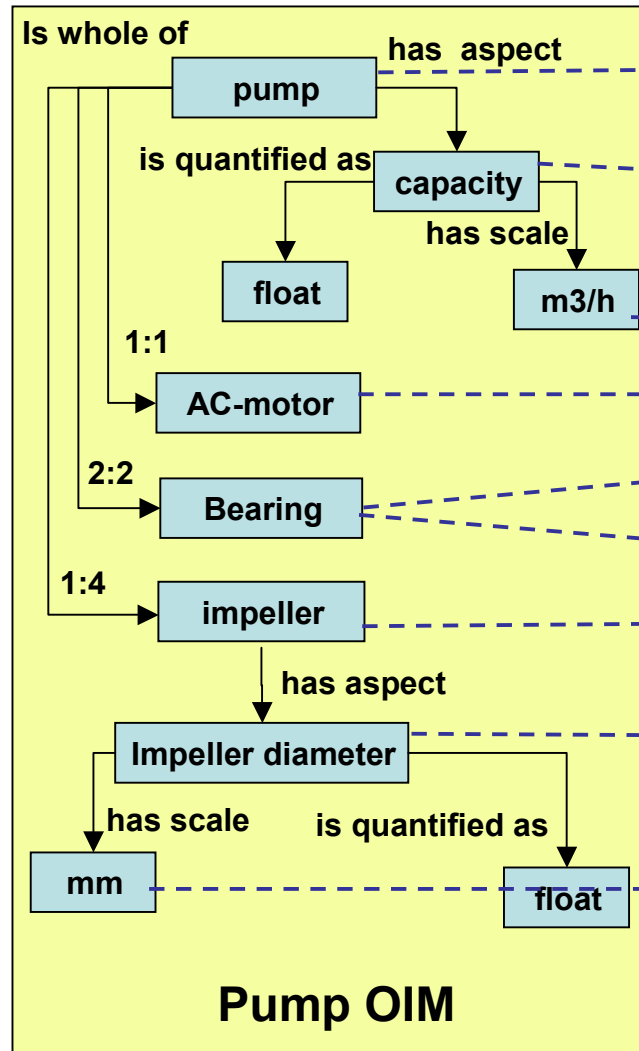 Is whole of
has  aspect
pump
is quantified as
capacity
has scale
float
m3/h
1:1
AC-motor
2:2
Bearing
1:4
impeller
has aspect
Impeller diameter
has scale
is quantified as
mm
float
Pump OIM